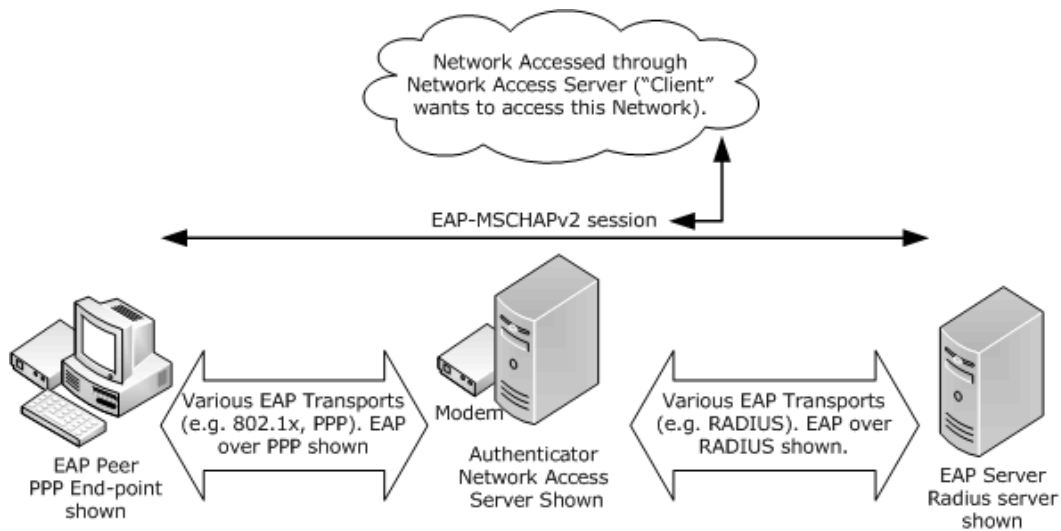 Network Accessed through
Network Access Server (“Client”
wants to access this Network).
EAP-MSCHAPv2 session
Various EAP Transports
(e.g. 802.1x, PPP). EAP
over PPP shown
Modem
Various EAP Transports
(e.g. RADIUS). EAP over
RADIUS shown.
EAP Peer
PPP End-point
shown
Authenticator
Network Access
Server Shown
EAP Server
Radius server
shown